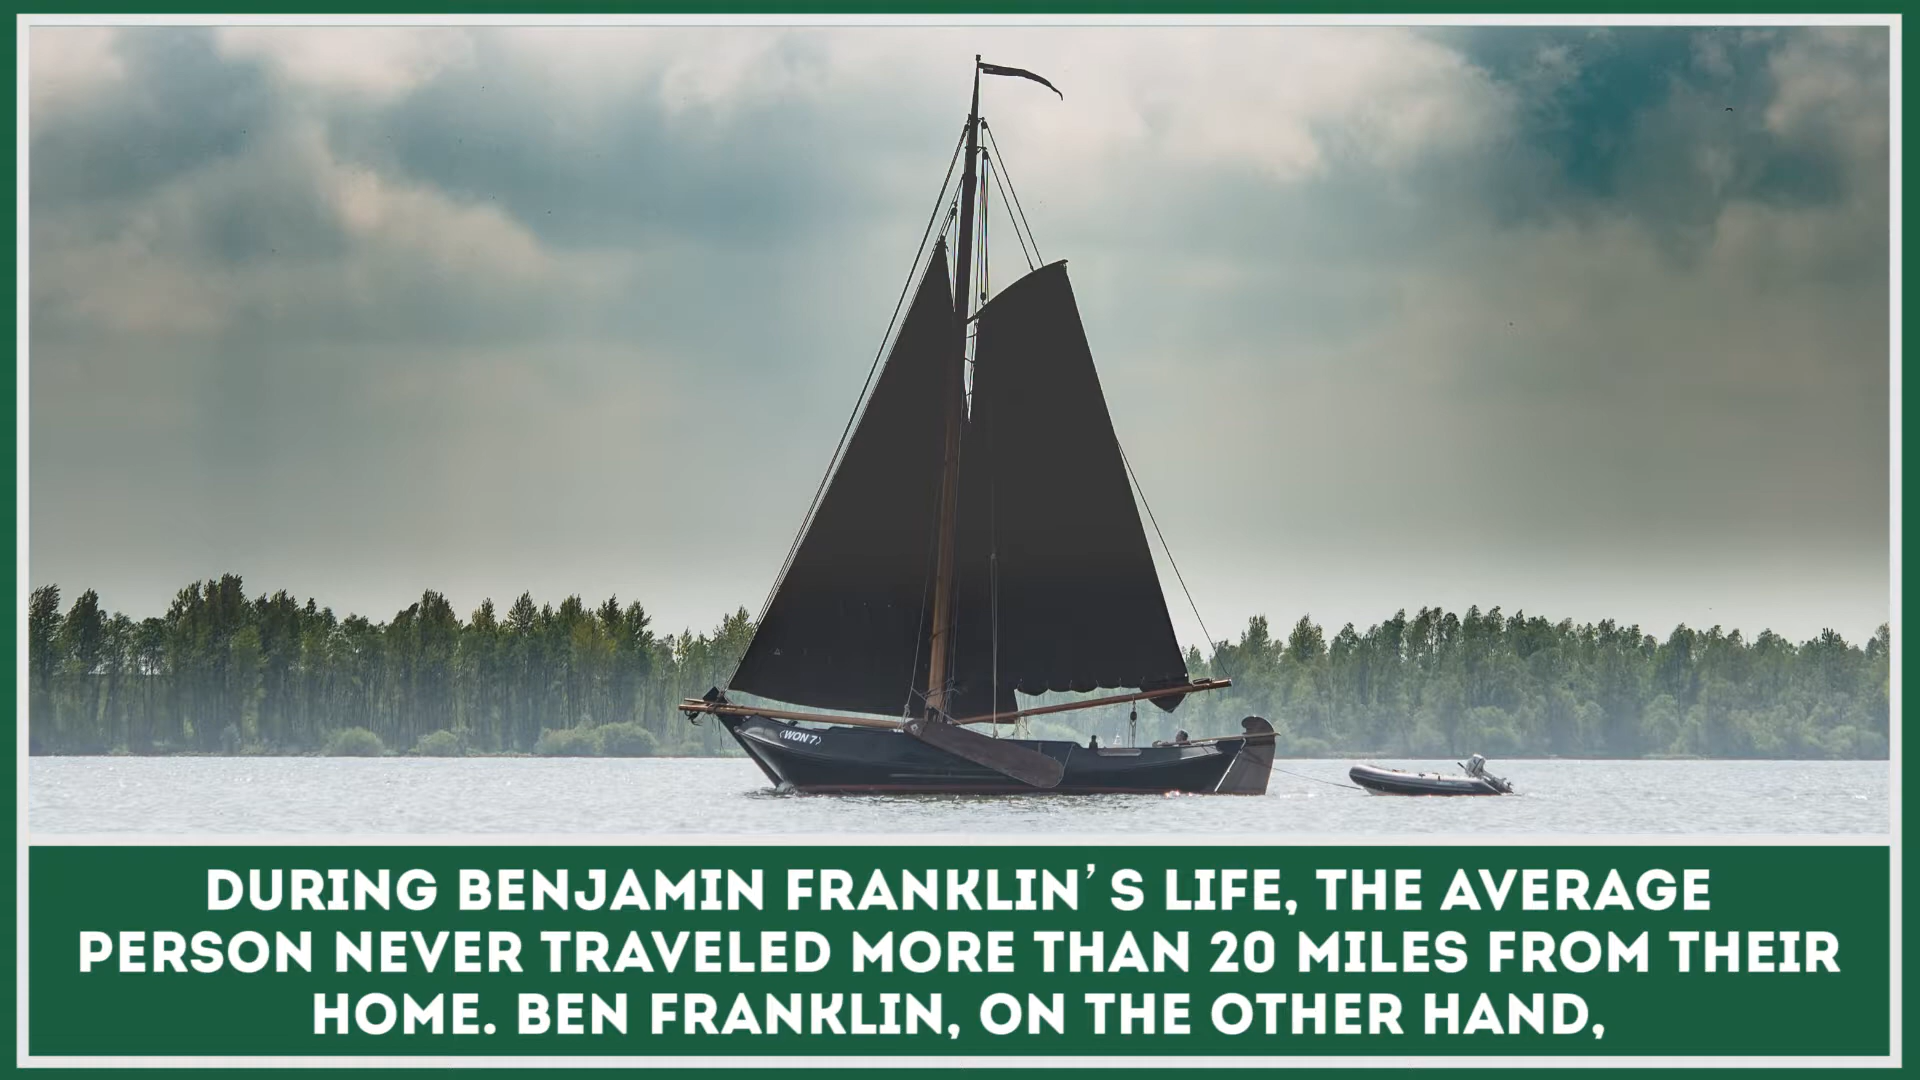 (WON 7)
DURING BENJAMIN FRANKLIN'S LIFE, THE AVERAGE
PERSON NEVER TRAVELED MORE THAN 20 MILES FROM THEIR
HOME. BEN FRANKLIN, ON THE OTHER HAND,